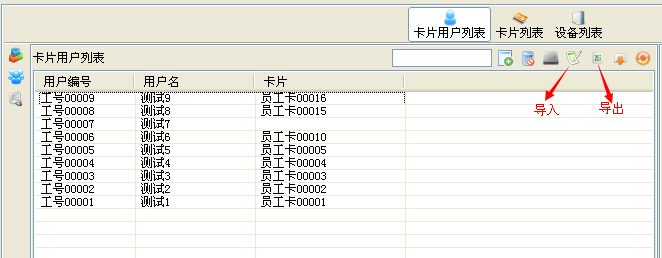 卡片用户列表 卡片列表 设备列表
卡片用户列表
导入 导出
用户编号 用户名 卡片
工号00009 测试9 员工卡00016
工号00008 测试8 员工卡00015
工号00007 测试7
工号00006 测试6 员工卡00010
工号00005 测试5 员工卡00005
工号00004 测试4 员工卡00004
工号00003 测试3 员工卡00003
工号00002 测试2 员工卡00002
工号00001 测试1 员工卡00001